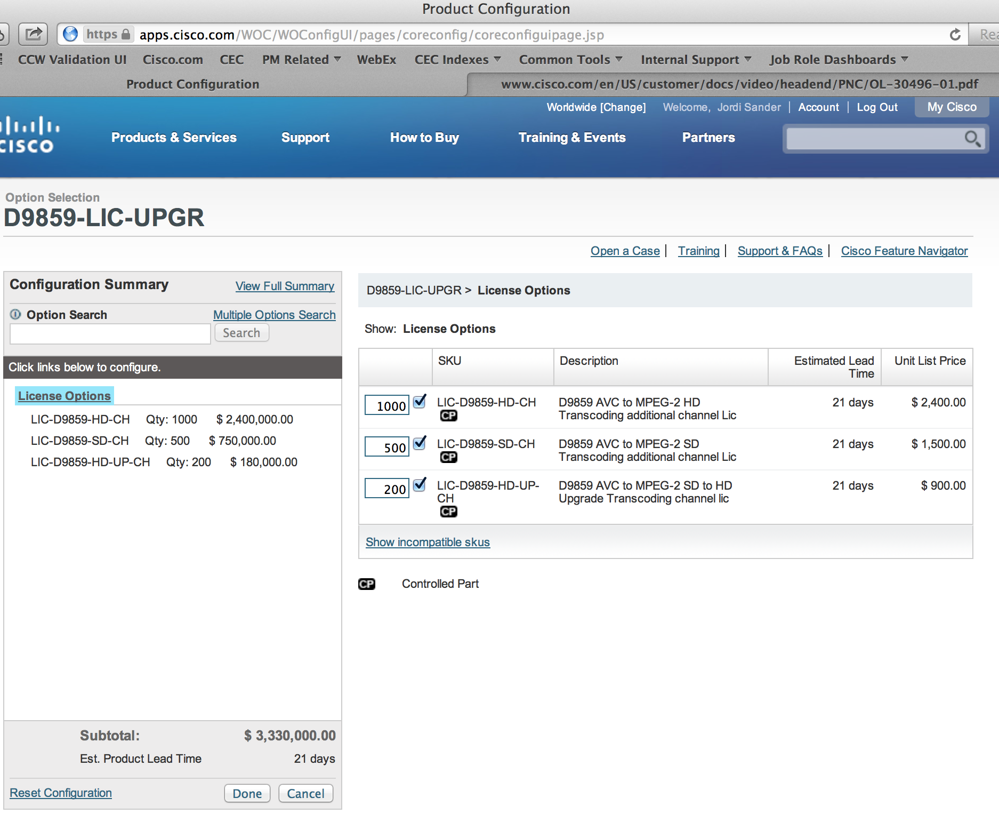 Product Configuration
https apps.cisco.com/WOC/WOConfigUI/pages/coreconfig/coreconfiguipage.jsp
CCW Validation UI Cisco.com CEC PM Related WebEx CEC Indexes Common Tools Internal Support Job Role Dashboards
Product Configuration www.cisco.com/en/US/customer/docs/video/headend/PNC/OL-30496-01.pdf
Worldwide [Change] Welcome, Jordi Sander Account Log Out My Cisco
CISCO Products & Services Support How to Buy Training & Events Partners
Option Selection
D9859-LIC-UPGR
Open a Case Training Support & FAQs Cisco Feature Navigator
Configuration Summary View Full Summary
Option Search Multiple Options Search
Search
Click links below to configure.
License Options
LIC-D9859-HD-CH Qty: 1000 $ 2,400,000.00
LIC-D9859-SD-CH Qty: 500 $ 750,000.00
LIC-D9859-HD-UP-CH Qty: 200 $ 180,000.00
Subtotal: $ 3,330,000.00
Est. Product Lead Time 21 days
Reset Configuration Done Cancel
D9859-LIC-UPGR > License Options
Show: License Options
SKU Description Estimated Lead Unit List Price
Time
1000 LIC-D9859-HD-CH D9859 AVC to MPEG-2 HD 21 days $ 2,400.00
CP Transcoding additional channel Lic
500 LIC-D9859-SD-CH D9859 AVC to MPEG-2 SD 21 days $ 1,500.00
CP Transcoding additional channel Lic
200 LIC-D9859-HD-UP- D9859 AVC to MPEG-2 SD to HD 21 days $ 900.00
CH Upgrade Transcoding channel lic
CP
Show incompatible skus
CP Controlled Part